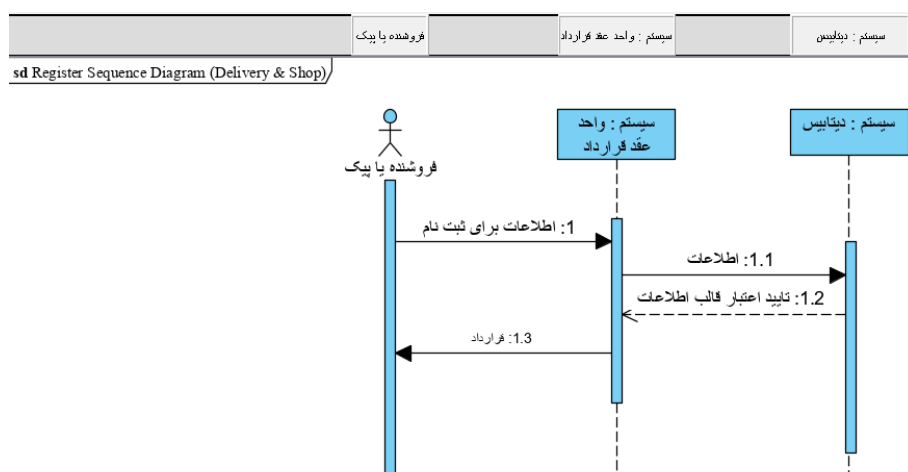 فروشنده یا پیک
سیستم : واحد عقد قرارداد
سیستم : دیتابیس
sd Register Sequence Diagram (Delivery & Shop)
سیستم : واحد
عقد قرارداد
سیستم : دیتابیس
فروشنده یا پیک
1: اطلاعات برای ثبت نام
1.1: اطلاعات
1.2: تایید اعتبار قالب اطلاعات
1.3: قرارداد